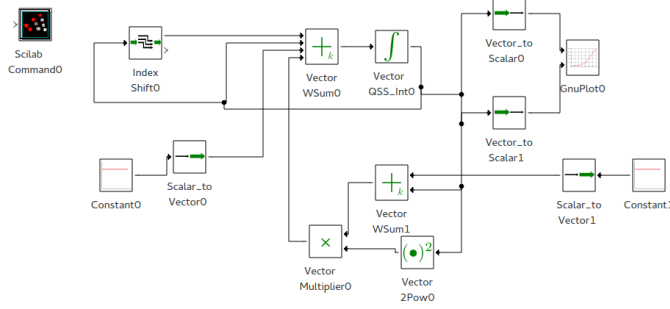 Scilab
Command0
Index
Shift0
+k
Vector
WSum0
∫
Vector
QSS_Int0
Vector_to
Scalar0
GnuPlot0
Vector_to
Scalar1
Constant0
Scalar_to
Vector0
+k
Vector
WSum1
Scalar_to
Vector1
Constant1
×
Vector
Multiplier0
(•)²
Vector
2Pow0